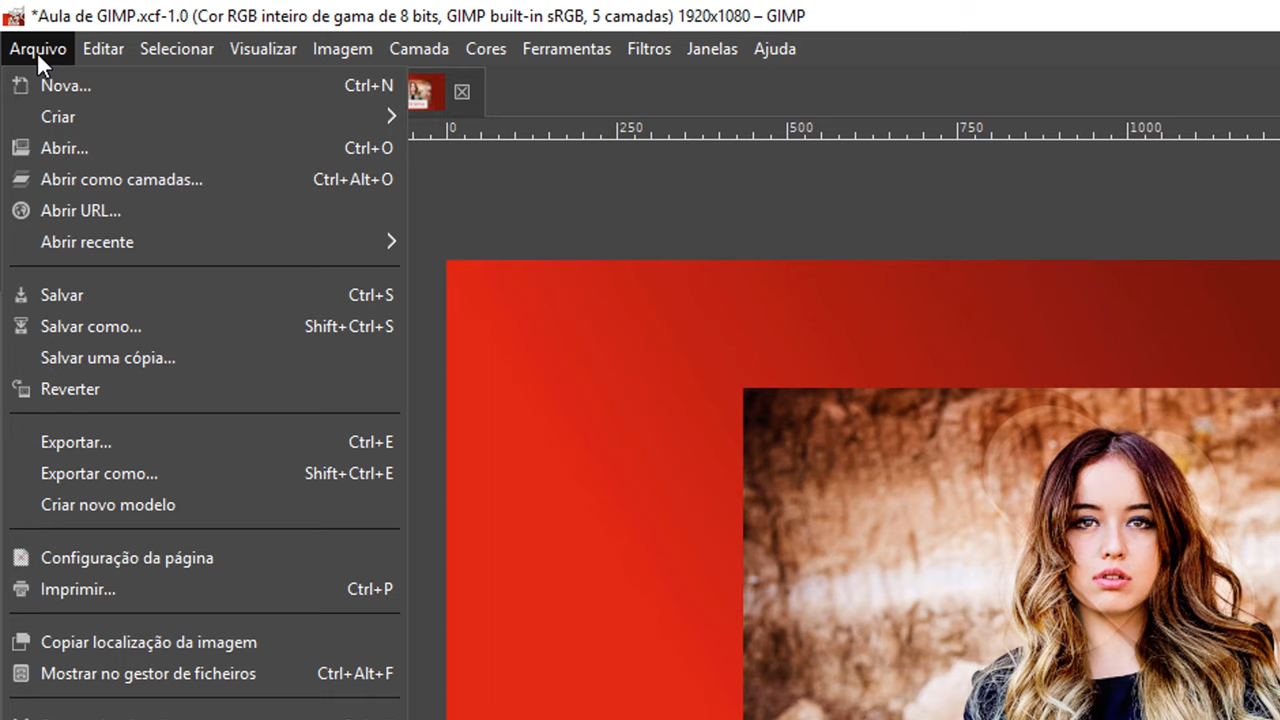 *Aula de GIMP.xcf-1.0 (Cor RGB inteiro de gama de 8 bits, GIMP built-in sRGB, 5 camadas) 1920x1080 – GIMP
Arquivo Editar Selecionar Visualizar Imagem Camada Cores Ferramentas Filtros Janelas Ajuda
Nova... Ctrl+N
Criar
Abrir... Ctrl+O
Abrir como camadas... Ctrl+Alt+O
Abrir URL...
Abrir recente
Salvar Ctrl+S
Salvar como... Shift+Ctrl+S
Salvar uma cópia...
Reverter
Exportar... Ctrl+E
Exportar como... Shift+Ctrl+E
Criar novo modelo
Configuração da página
Imprimir... Ctrl+P
Copiar localização da imagem
Mostrar no gestor de ficheiros Ctrl+Alt+F
0 250 500 750 1000